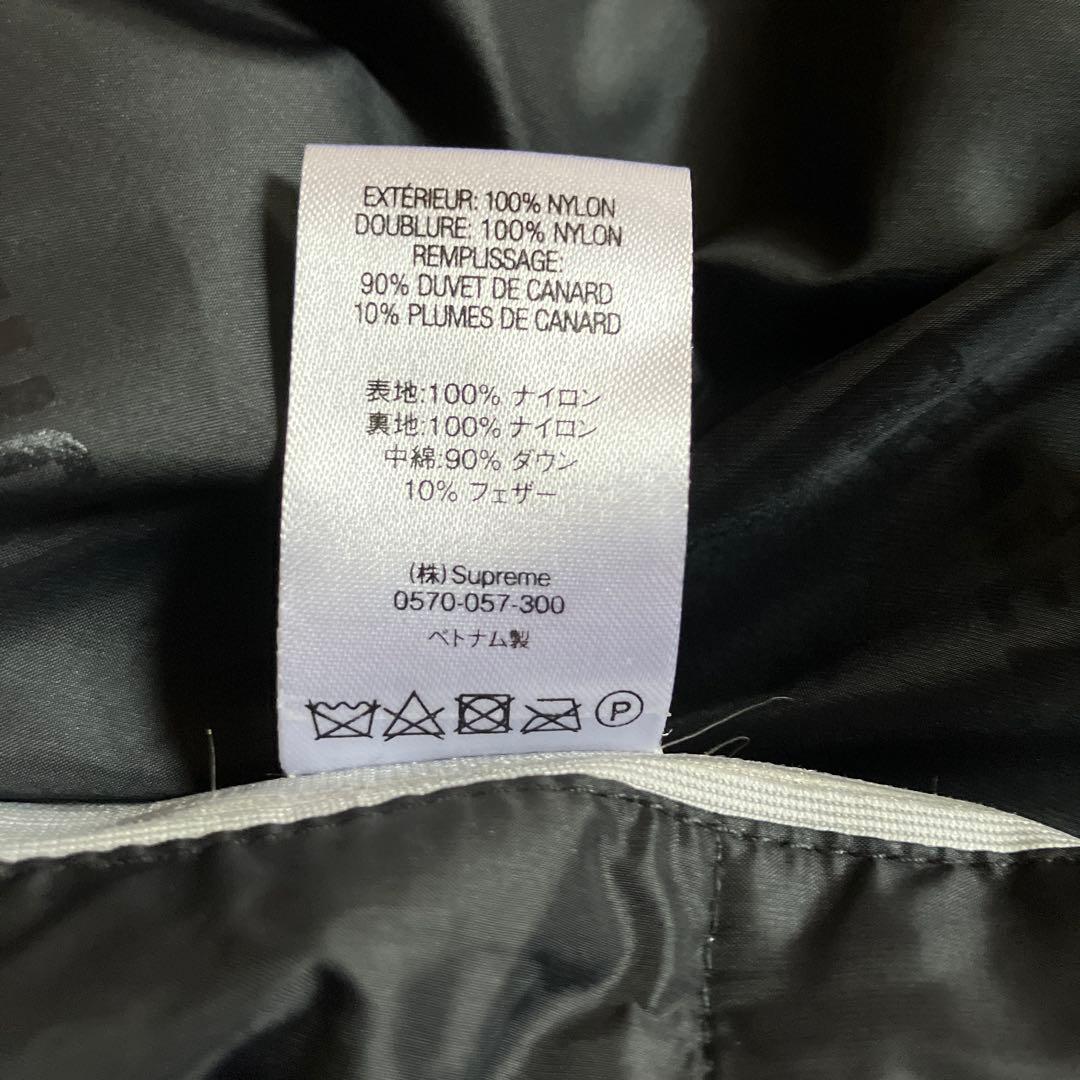 EXTÉRIEUR: 100% NYLON
DOUBLURE: 100% NYLON
REMPLISSAGE:
90% DUVET DE CANARD
10% PLUMES DE CANARD
表地:100% ナイロン
裏地:100% ナイロン
中綿:90% ダウン
10% フェザー
(株)Supreme
0570-057-300
ベトナム製
P